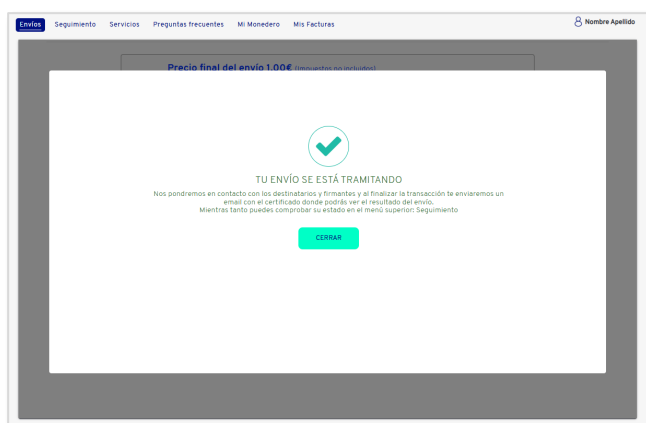 Envíos Seguimiento Servicios Preguntas frecuentes Mi Monedero Mis Facturas Nombre Apellido
Precio final del envío 1.00€ (Impuestos no incluidos)
TU ENVÍO SE ESTÁ TRAMITANDO
Nos pondremos en contacto con los destinatarios y firmantes y al finalizar la transacción te enviaremos un
email con el certificado donde podrás ver el resultado del envío.
Mientras tanto puedes comprobar su estado en el menú superior: Seguimiento
CERRAR